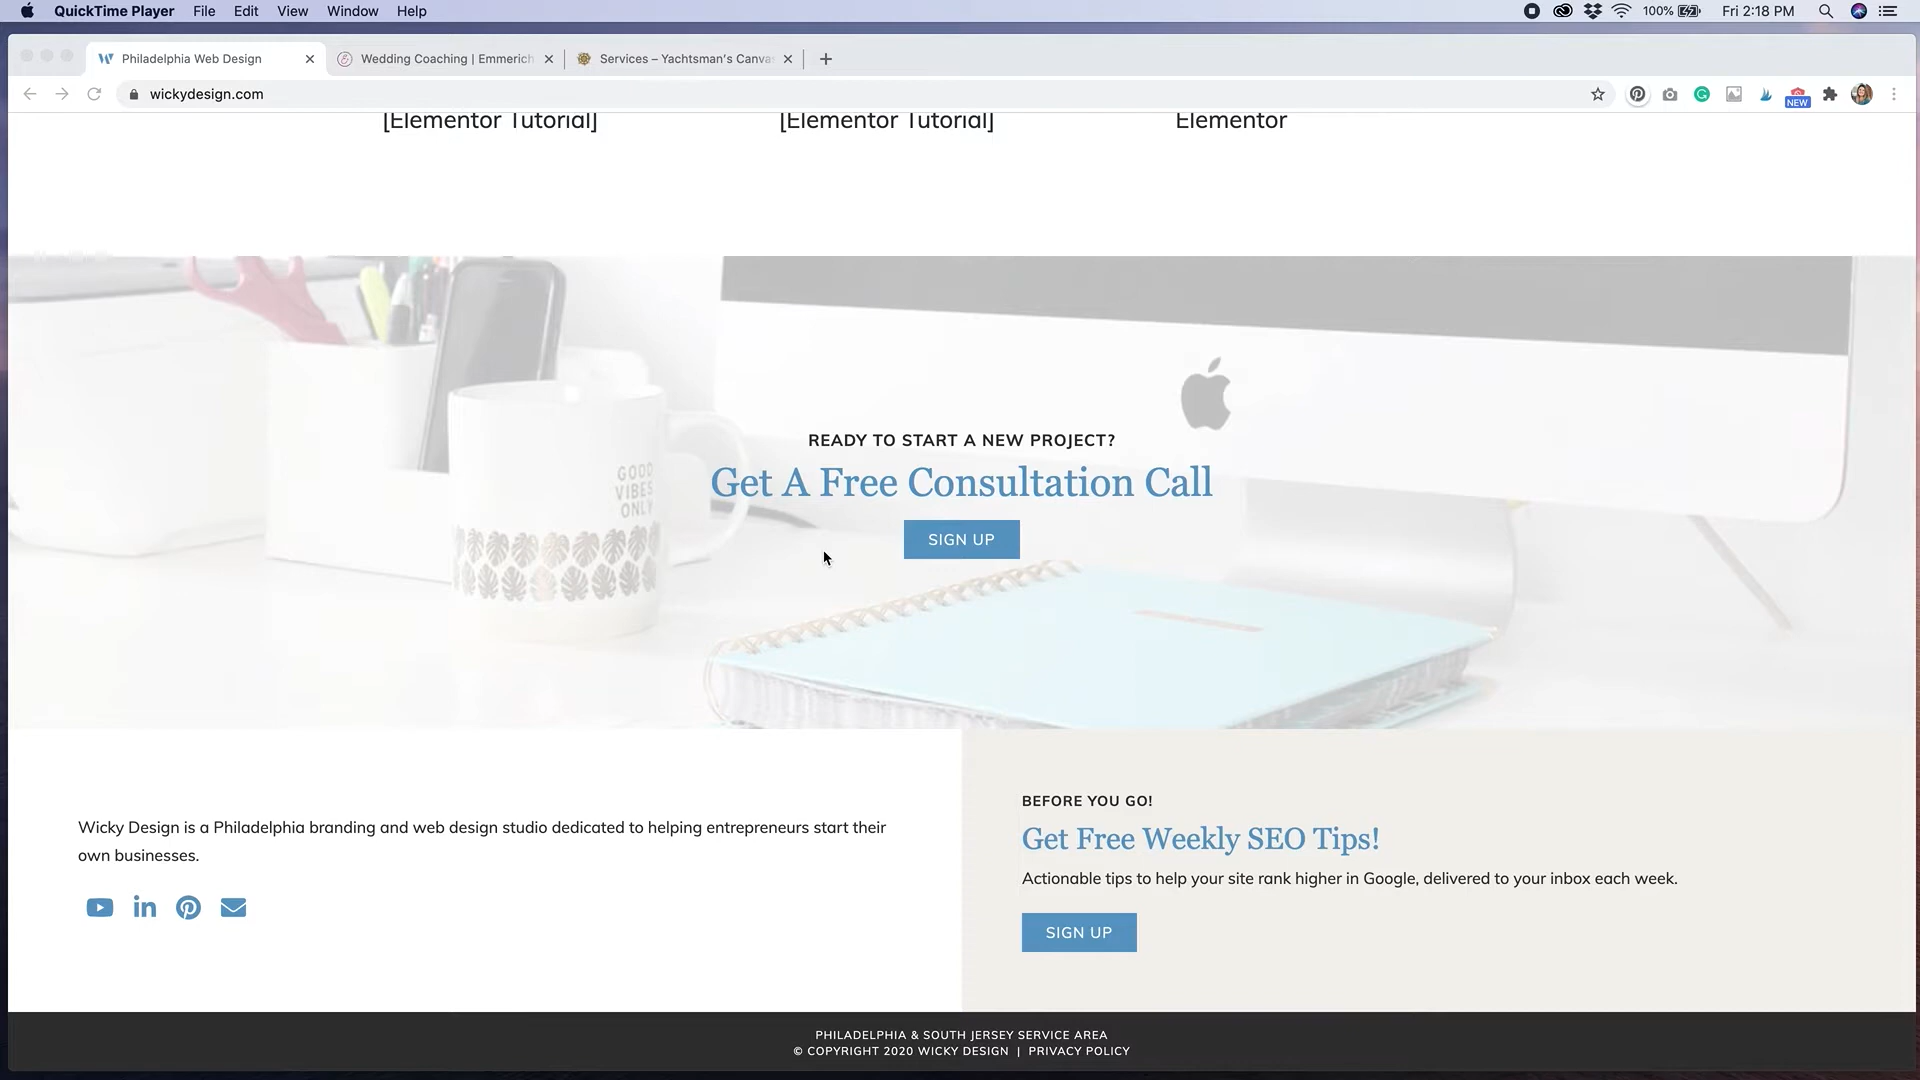 QuickTime Player File Edit View Window Help 100% Fri 2:18 PM
Philadelphia Web Design Wedding Coaching | Emmerich Services – Yachtsman's Canvas
wickydesign.com NEW
[Elementor Tutorial] [Elementor Tutorial] Elementor
GOOD
VIBES
ONLY
READY TO START A NEW PROJECT?
Get A Free Consultation Call
SIGN UP
Wicky Design is a Philadelphia branding and web design studio dedicated to helping entrepreneurs start their
own businesses.
BEFORE YOU GO!
Get Free Weekly SEO Tips!
Actionable tips to help your site rank higher in Google, delivered to your inbox each week.
SIGN UP
PHILADELPHIA & SOUTH JERSEY SERVICE AREA
© COPYRIGHT 2020 WICKY DESIGN | PRIVACY POLICY